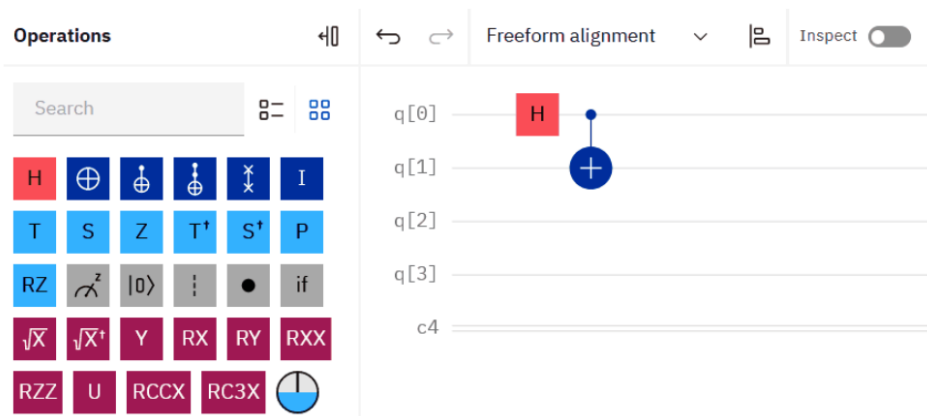 Operations
Freeform alignment
Inspect
Search
H
I
T S Z T† S† P
RZ z |0⟩ if
√X √X† Y RX RY RXX
RZZ U RCCX RC3X
q[0] H
q[1]
q[2]
q[3]
c4